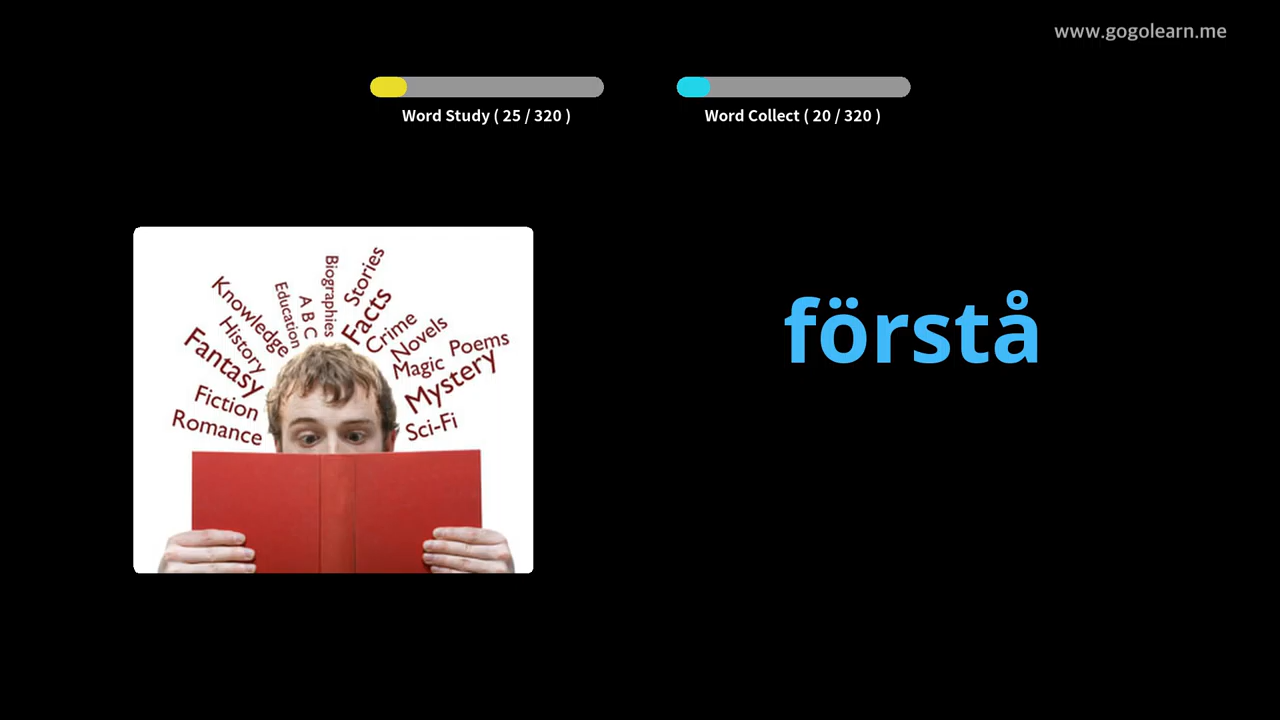 www.gogolearn.me
Word Study ( 25 / 320 )
Word Collect ( 20 / 320 )
Knowledge
Education
A B C
Biographies
Stories
Facts
Crime
Novels
Poems
Magic
Mystery
Sci-Fi
History
Fantasy
Fiction
Romance
förstå